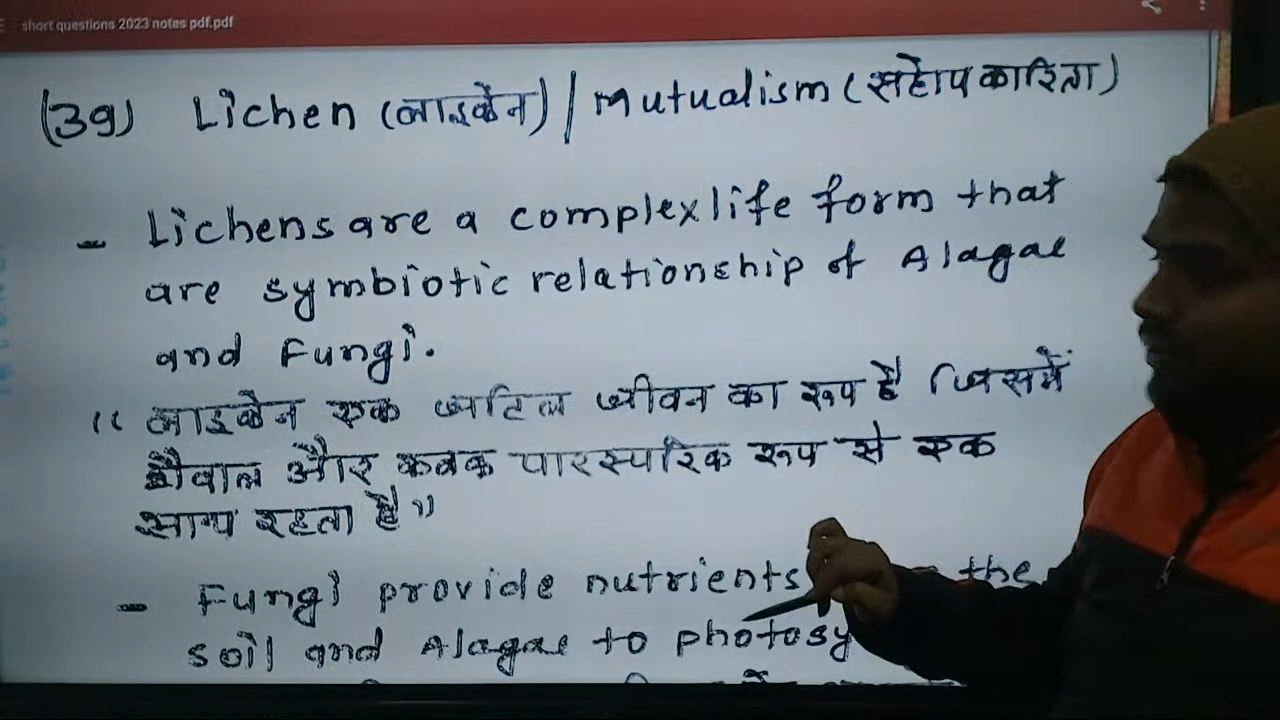 short questions 2023 notes pdf.pdf
(39) Lichen (लाइकेन) / Mutualism (सहोपकारिता)
- Lichens are a complex life form that
are symbiotic relationship of Alagae
and Fungi.
“ लाइकेन एक जटिल जीवन का रूप है जिसमें
शैवाल और कवक पारस्परिक रूप से एक
साथ रहता है”
- Fungi provide nutrients the
soil and Alagae to photosy